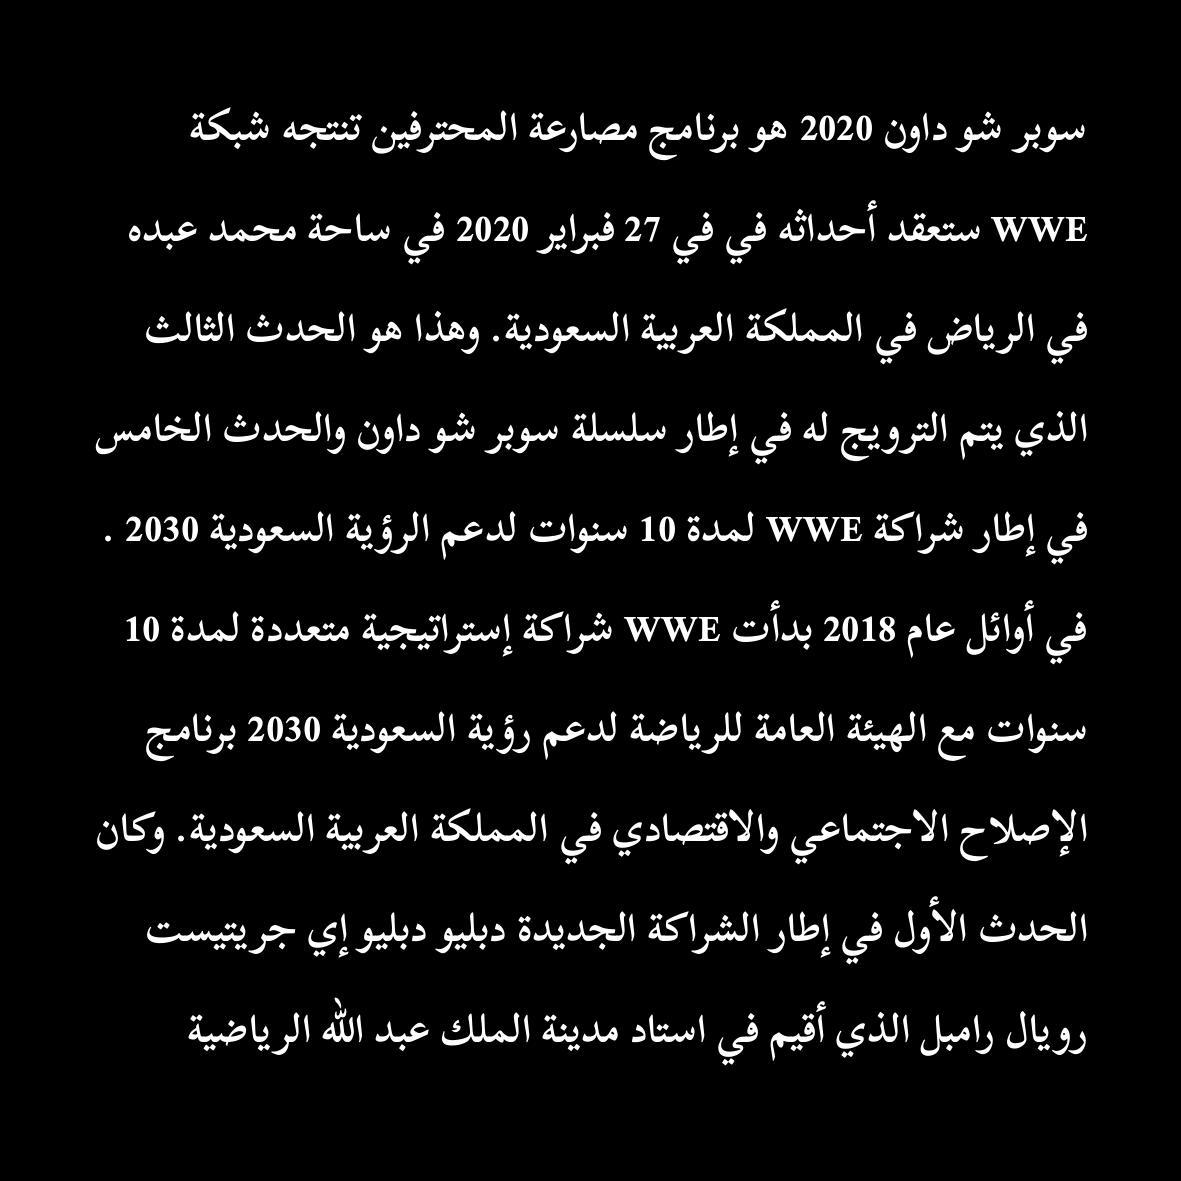 سوبر شو داون 2020 هو برنامج مصارعة المحترفين تنتجه شبكة
WWE ستعقد أحداثه في في 27 فبراير 2020 في ساحة محمد عبده
في الرياض في المملكة العربية السعودية. وهذا هو الحدث الثالث
الذي يتم الترويج له في إطار سلسلة سوبر شو داون والحدث الخامس
في إطار شراكة WWE لمدة 10 سنوات لدعم الرؤية السعودية 2030 .
في أوائل عام 2018 بدأت WWE شراكة إستراتيجية متعددة لمدة 10
سنوات مع الهيئة العامة للرياضة لدعم رؤية السعودية 2030 برنامج
الإصلاح الاجتماعي والاقتصادي في المملكة العربية السعودية. وكان
الحدث الأول في إطار الشراكة الجديدة دبليو دبليو إي جريتيست
رويال رامبل الذي أقيم في استاد مدينة الملك عبد الله الرياضية